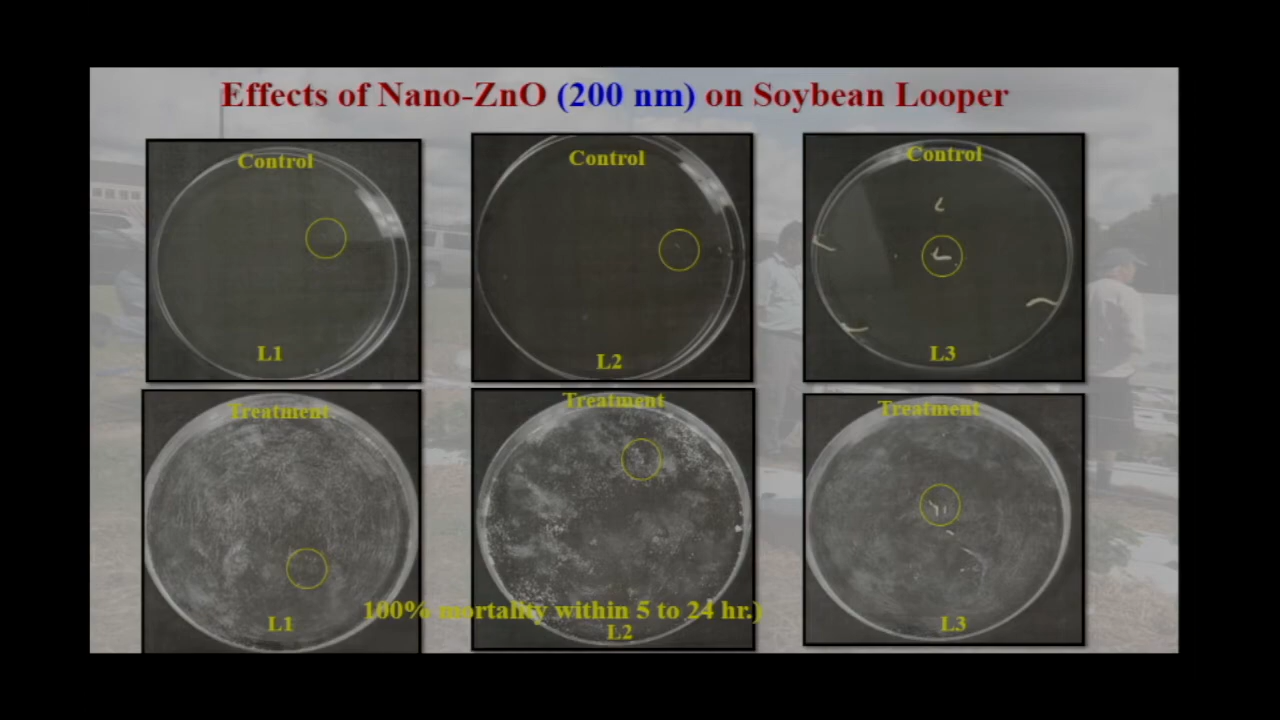 Effects of Nano-ZnO (200 nm) on Soybean Looper
Control
Control
Control
L1
L2
L3
Treatment
Treatment
Treatment
100% mortality within 5 to 24 hr.)
L1
L2
L3